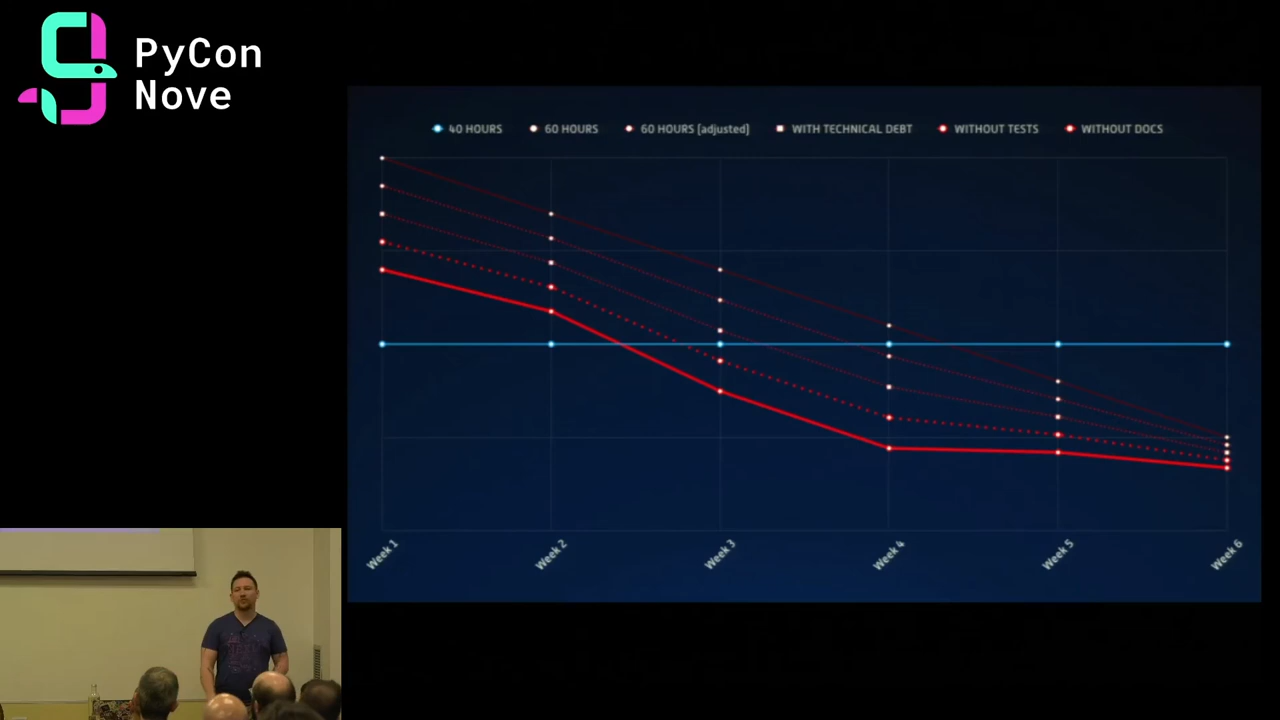 PyCon
Nove
40 HOURS 60 HOURS 60 HOURS [adjusted] WITH TECHNICAL DEBT WITHOUT TESTS WITHOUT DOCS
Week 1 Week 2 Week 3 Week 4 Week 5 Week 6